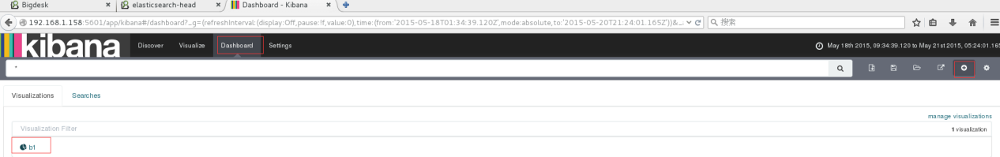 Bigdesk
elasticsearch-head
Dashboard - Kibana
192.168.1.158:5601/app/kibana#/dashboard?_g=(refreshInterval:(display:Off,pause:!f,value:0),time:(from:'2015-05-18T01:34:39.120Z',mode:absolute,to:'2015-05-20T21:24:01.165Z'))&_
搜索
kibana
Discover Visualize Dashboard Settings
May 18th 2015, 09:34:39.120 to May 21st 2015, 05:24:01.165
*
Visualizations Searches
manage visualizations
Visualization Filter
1 visualization
b1